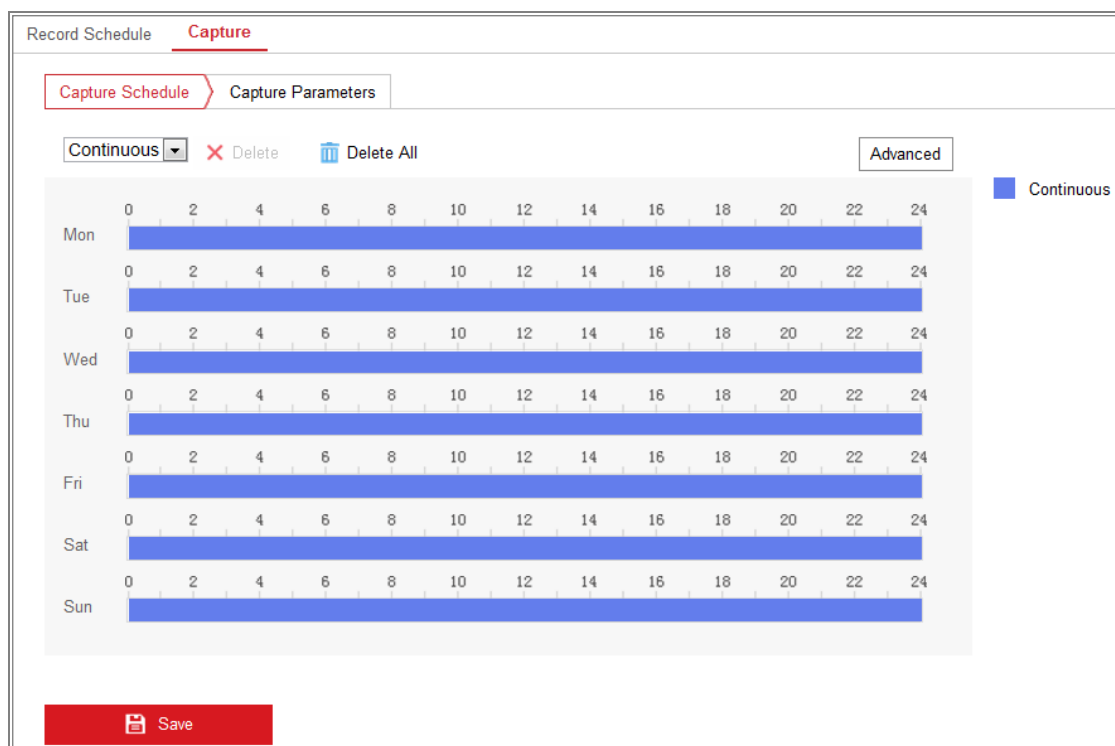 Record Schedule Capture
Capture Schedule Capture Parameters
Continuous Delete Delete All Advanced
Continuous
0 2 4 6 8 10 12 14 16 18 20 22 24
Mon
0 2 4 6 8 10 12 14 16 18 20 22 24
Tue
0 2 4 6 8 10 12 14 16 18 20 22 24
Wed
0 2 4 6 8 10 12 14 16 18 20 22 24
Thu
0 2 4 6 8 10 12 14 16 18 20 22 24
Fri
0 2 4 6 8 10 12 14 16 18 20 22 24
Sat
0 2 4 6 8 10 12 14 16 18 20 22 24
Sun
Save